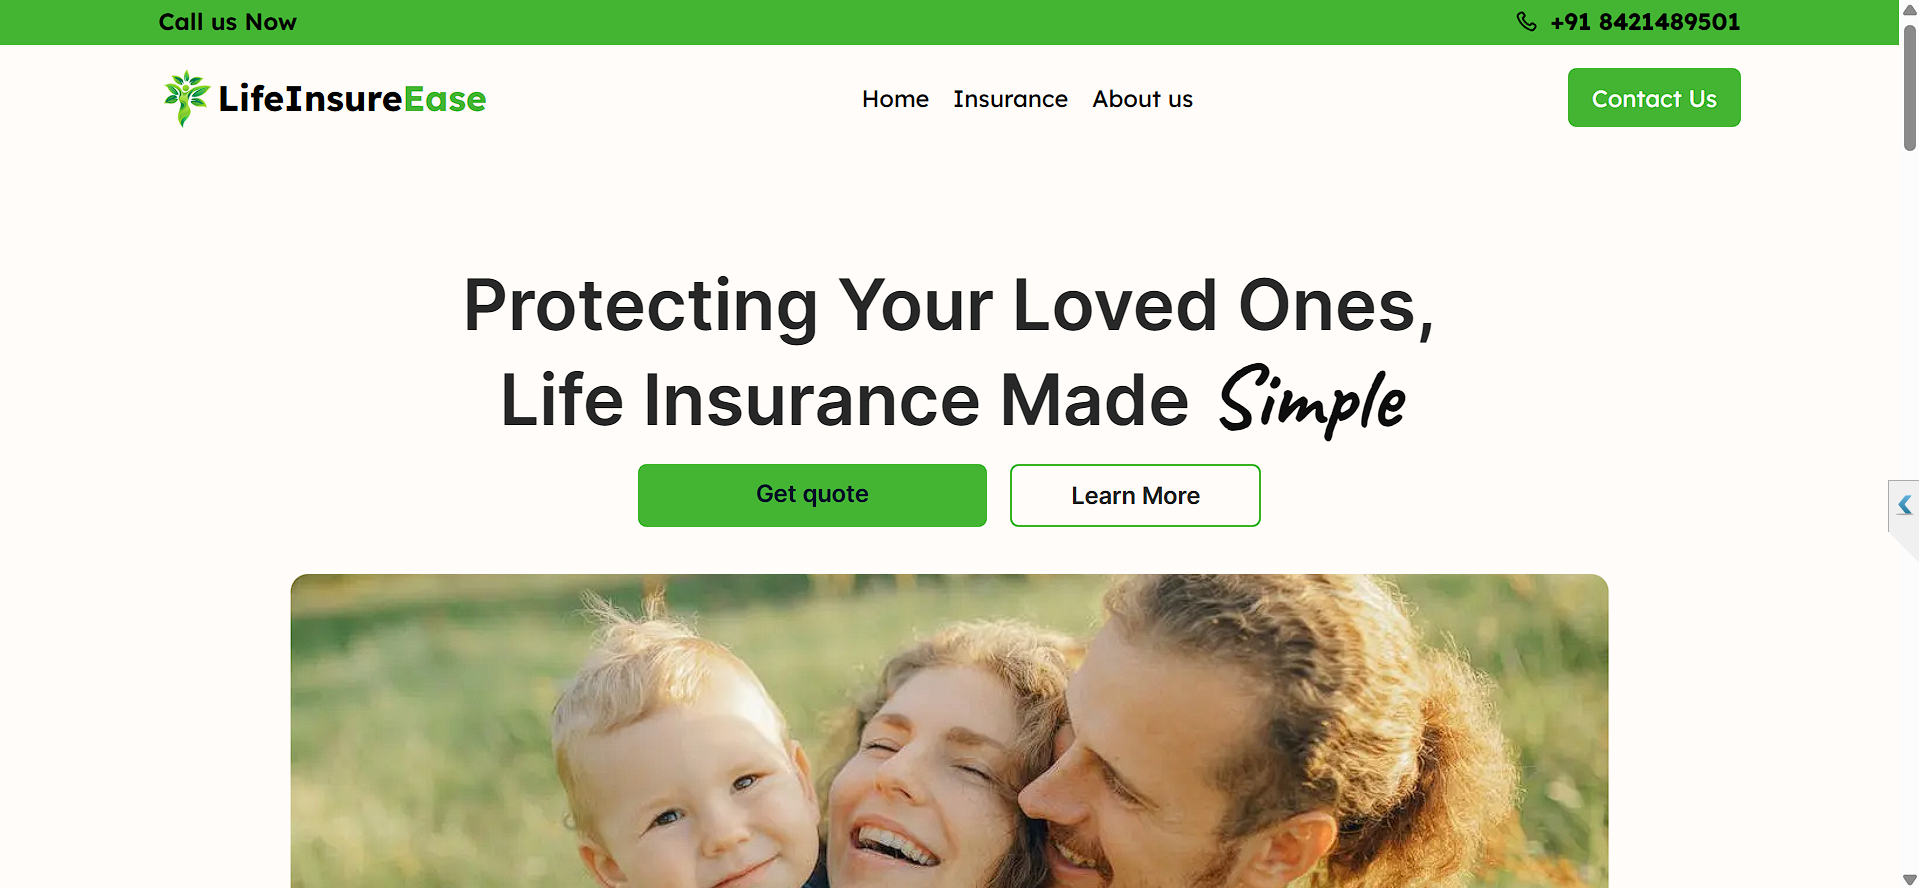 Call us Now
+91 8421489501
LifeInsureEase
Home Insurance About us
Contact Us
Protecting Your Loved Ones,
Life Insurance Made Simple
Get quote
Learn More